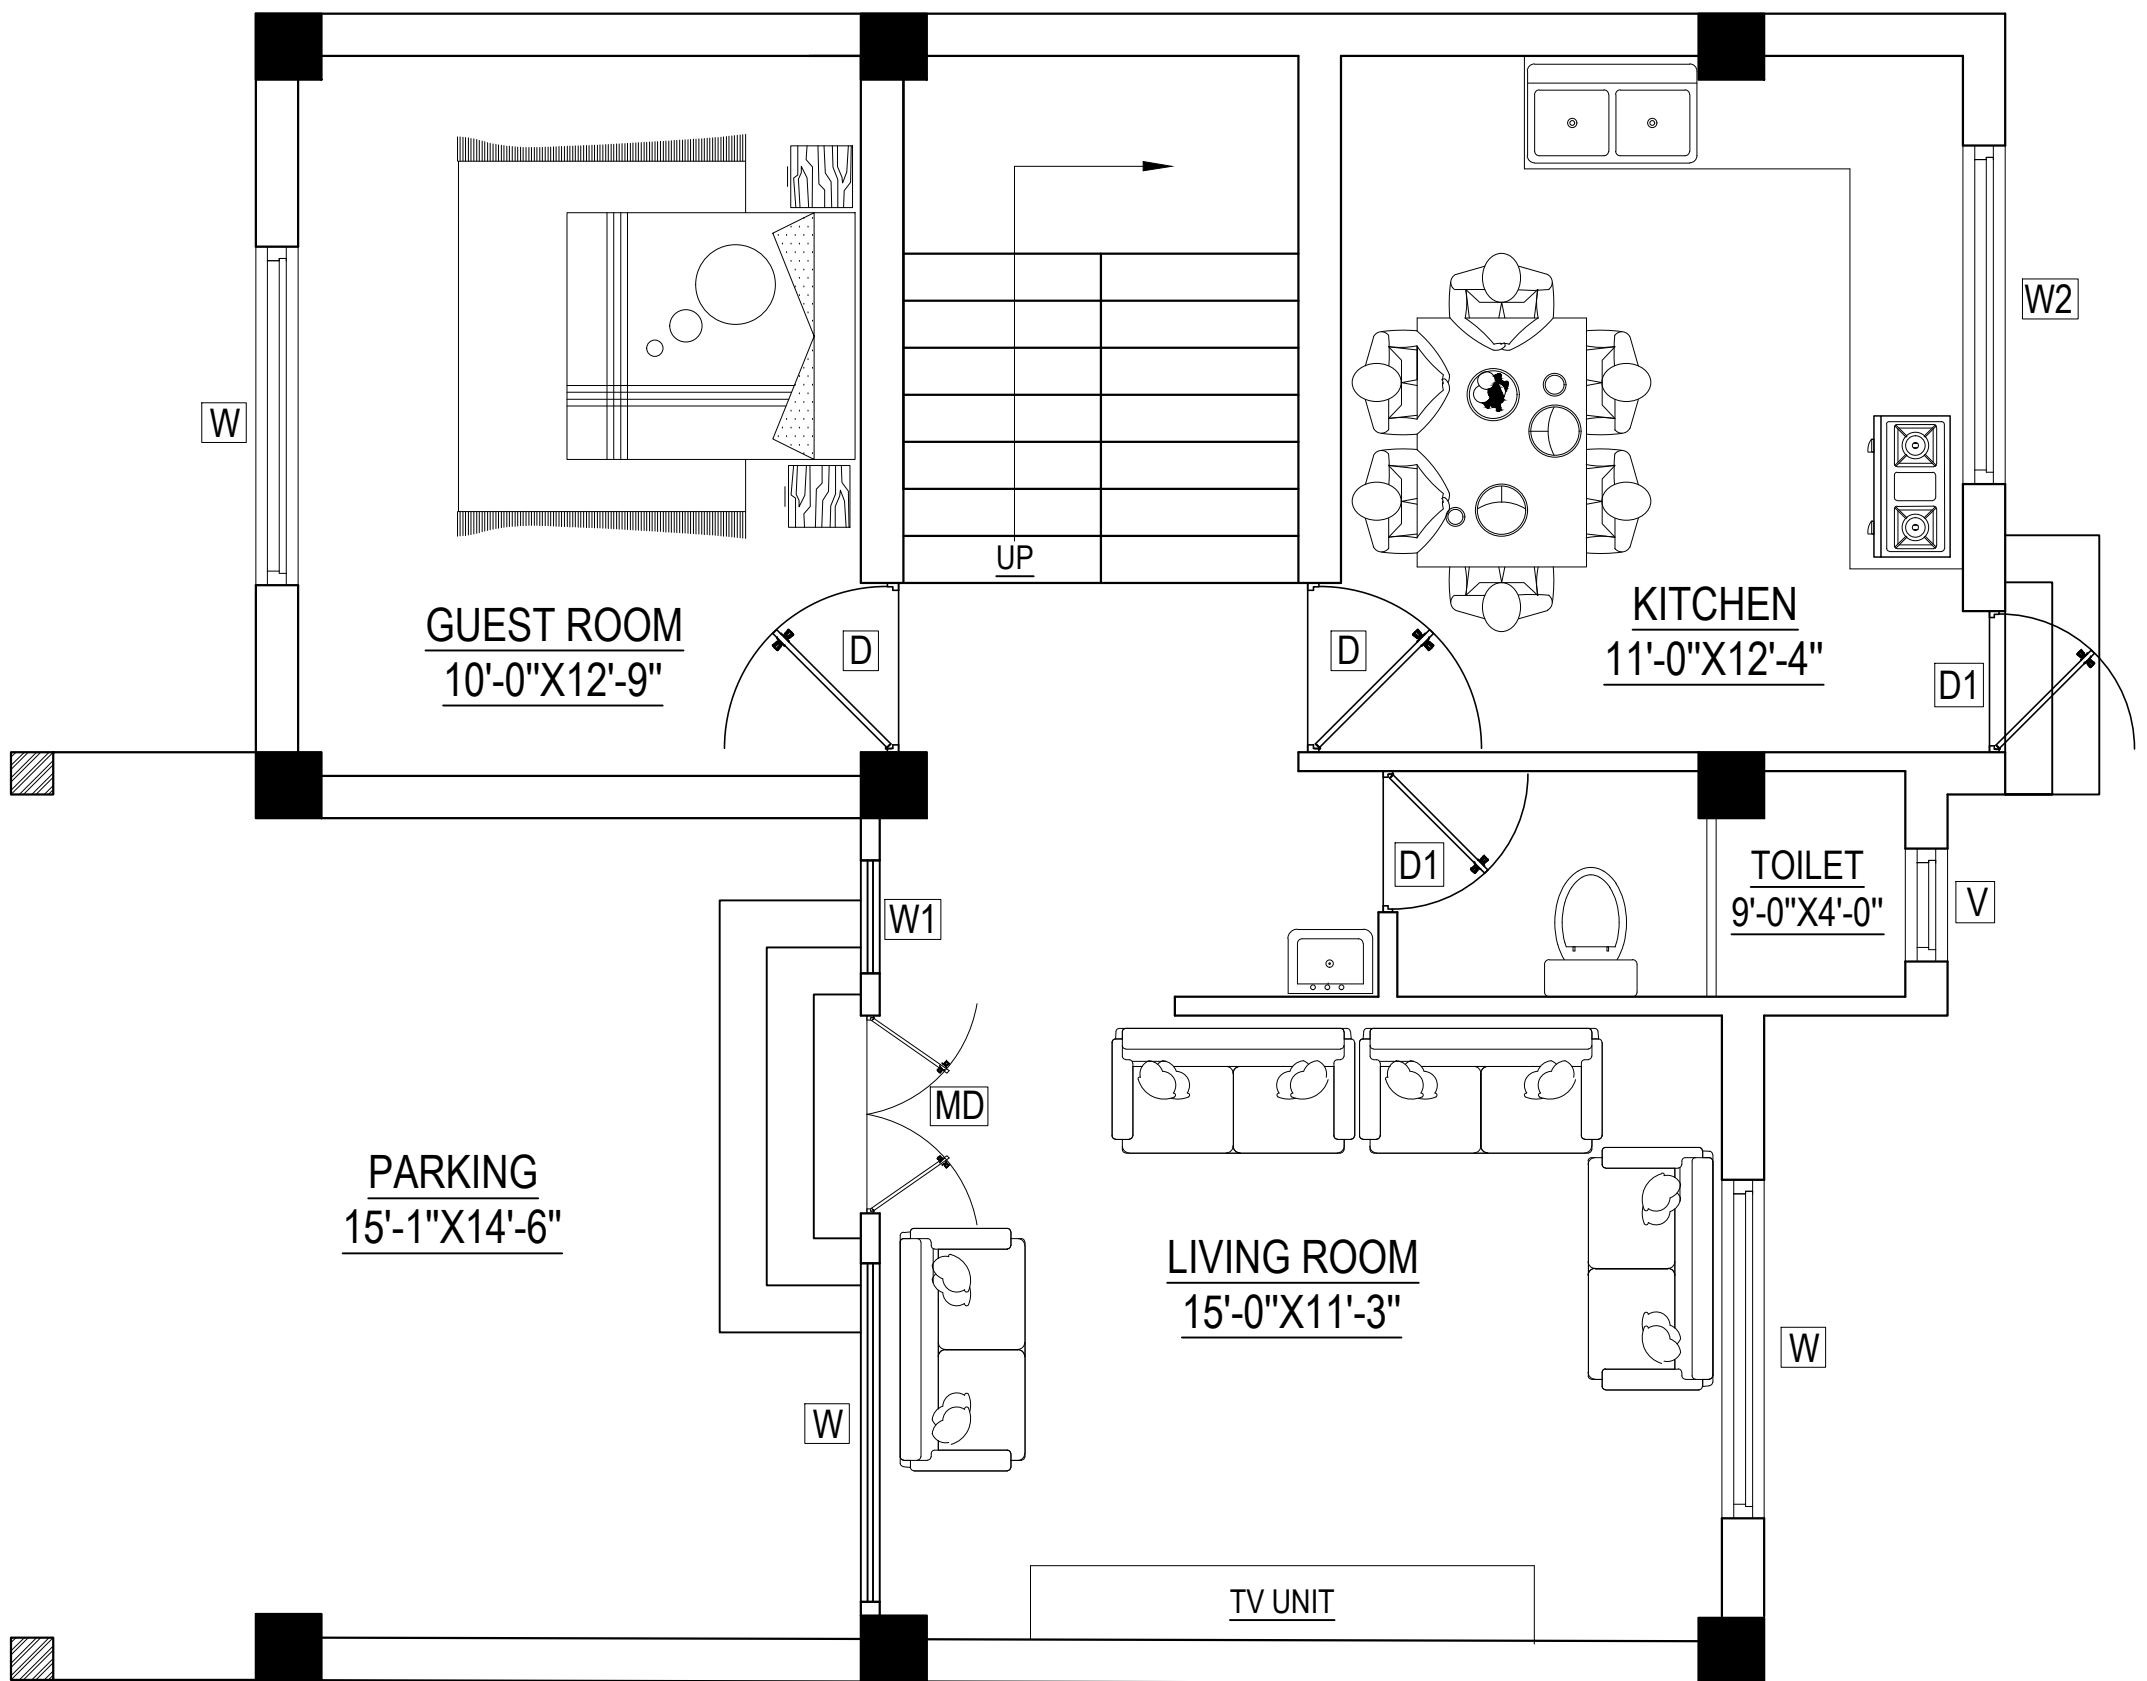 W2
W
UP
GUEST ROOM
10'-0"X12'-9"
D
D
KITCHEN
11'-0"X12'-4"
D1
D1
TOILET
9'-0"X4'-0"
V
W1
MD
PARKING
15'-1"X14'-6"
LIVING ROOM
15'-0"X11'-3"
W
W
TV UNIT